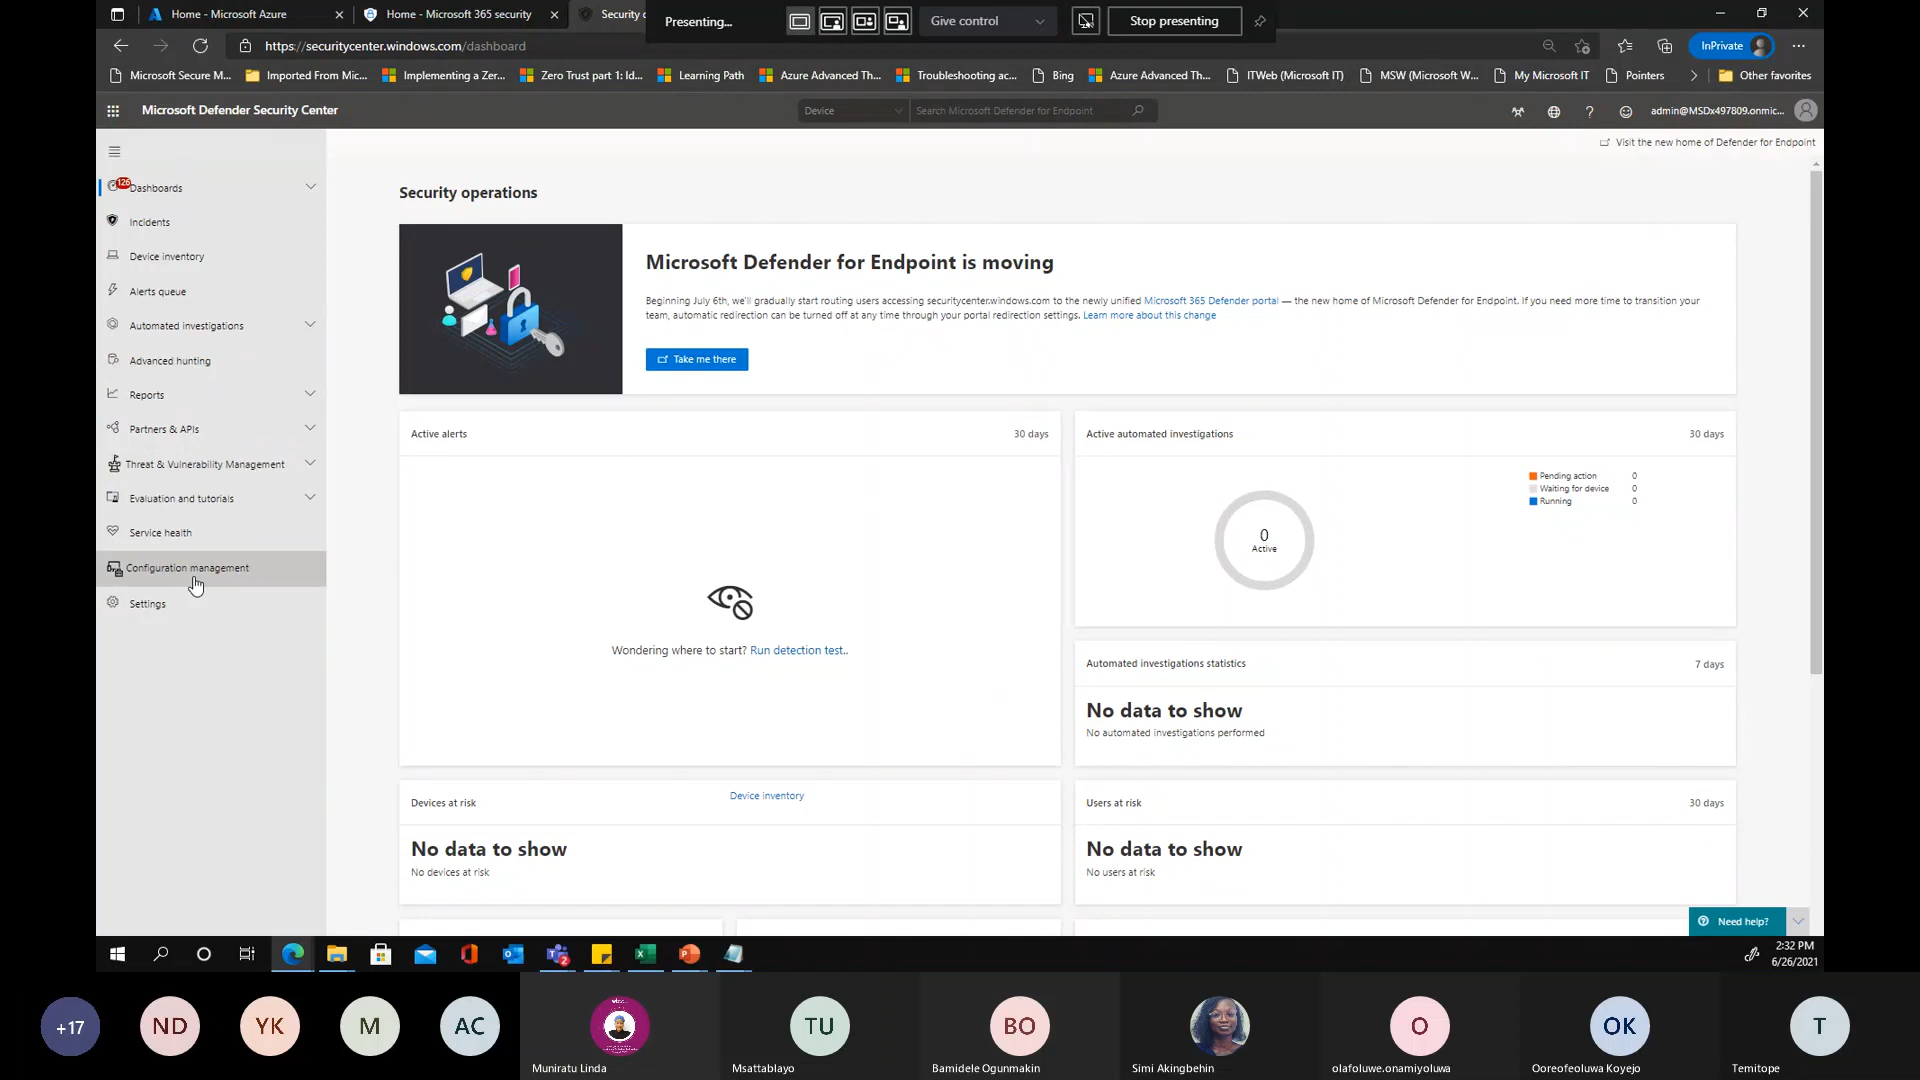 Home - Microsoft Azure
Home - Microsoft 365 security
Security
Presenting...
Give control
Stop presenting
https://securitycenter.windows.com/dashboard
InPrivate
Microsoft Secure M...
Imported From Mic...
Implementing a Zer...
Zero Trust part 1: Id...
Learning Path
Azure Advanced Th...
Troubleshooting ac...
Bing
Azure Advanced Th...
ITWeb (Microsoft IT)
MSW (Microsoft W...
My Microsoft IT
Pointers
Other favorites
Microsoft Defender Security Center
Device
Search Microsoft Defender for Endpoint
admin@MSDx497809.onmic...
Visit the new home of Defender for Endpoint
126
Dashboards
Incidents
Device inventory
Alerts queue
Automated investigations
Advanced hunting
Reports
Partners & APIs
Threat & Vulnerability Management
Evaluation and tutorials
Service health
Configuration management
Settings
Security operations
Microsoft Defender for Endpoint is moving
Beginning July 6th, we'll gradually start routing users accessing securitycenter.windows.com to the newly unified Microsoft 365 Defender portal — the new home of Microsoft Defender for Endpoint. If you need more time to transition your
team, automatic redirection can be turned off at any time through your portal redirection settings. Learn more about this change
Take me there
Active alerts
30 days
Wondering where to start? Run detection test..
Active automated investigations
30 days
0
Active
Pending action 0
Waiting for device 0
Running 0
Automated investigations statistics
7 days
No data to show
No automated investigations performed
Devices at risk
Device inventory
No data to show
No devices at risk
Users at risk
30 days
No data to show
No users at risk
Need help?
2
2:32 PM
6/26/2021
+17
ND
YK
M
AC
Muniratu Linda
TU
Msattablayo
BO
Bamidele Ogunmakin
Simi Akingbehin
O
olafoluwe.onamiyoluwa
OK
Ooreofeoluwa Koyejo
T
Temitope